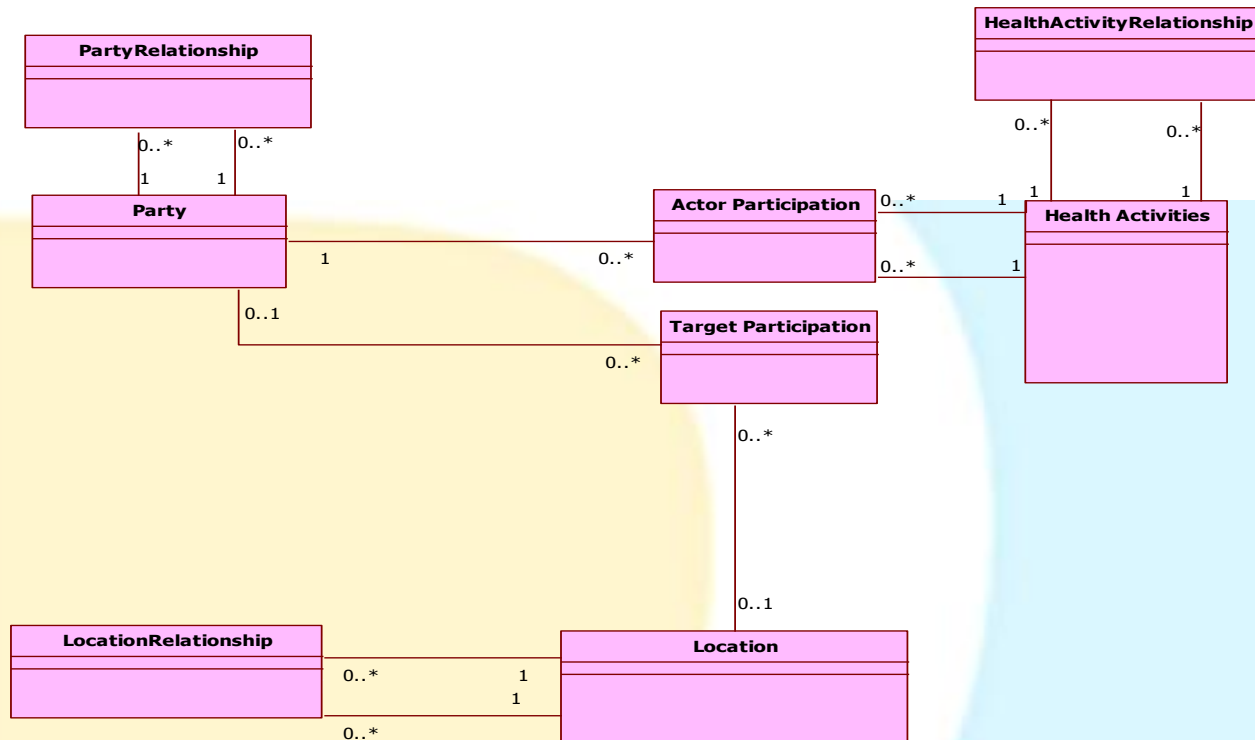 HealthActivityRelationship
PartyRelationship
0..*
0..*
0..*
0..*
1
1
1
1
Party
Actor Participation
0..*
1
Health Activities
1
0..*
0..*
1
0..1
Target Participation
0..*
0..*
0..1
LocationRelationship
Location
0..*
1
1
0..*